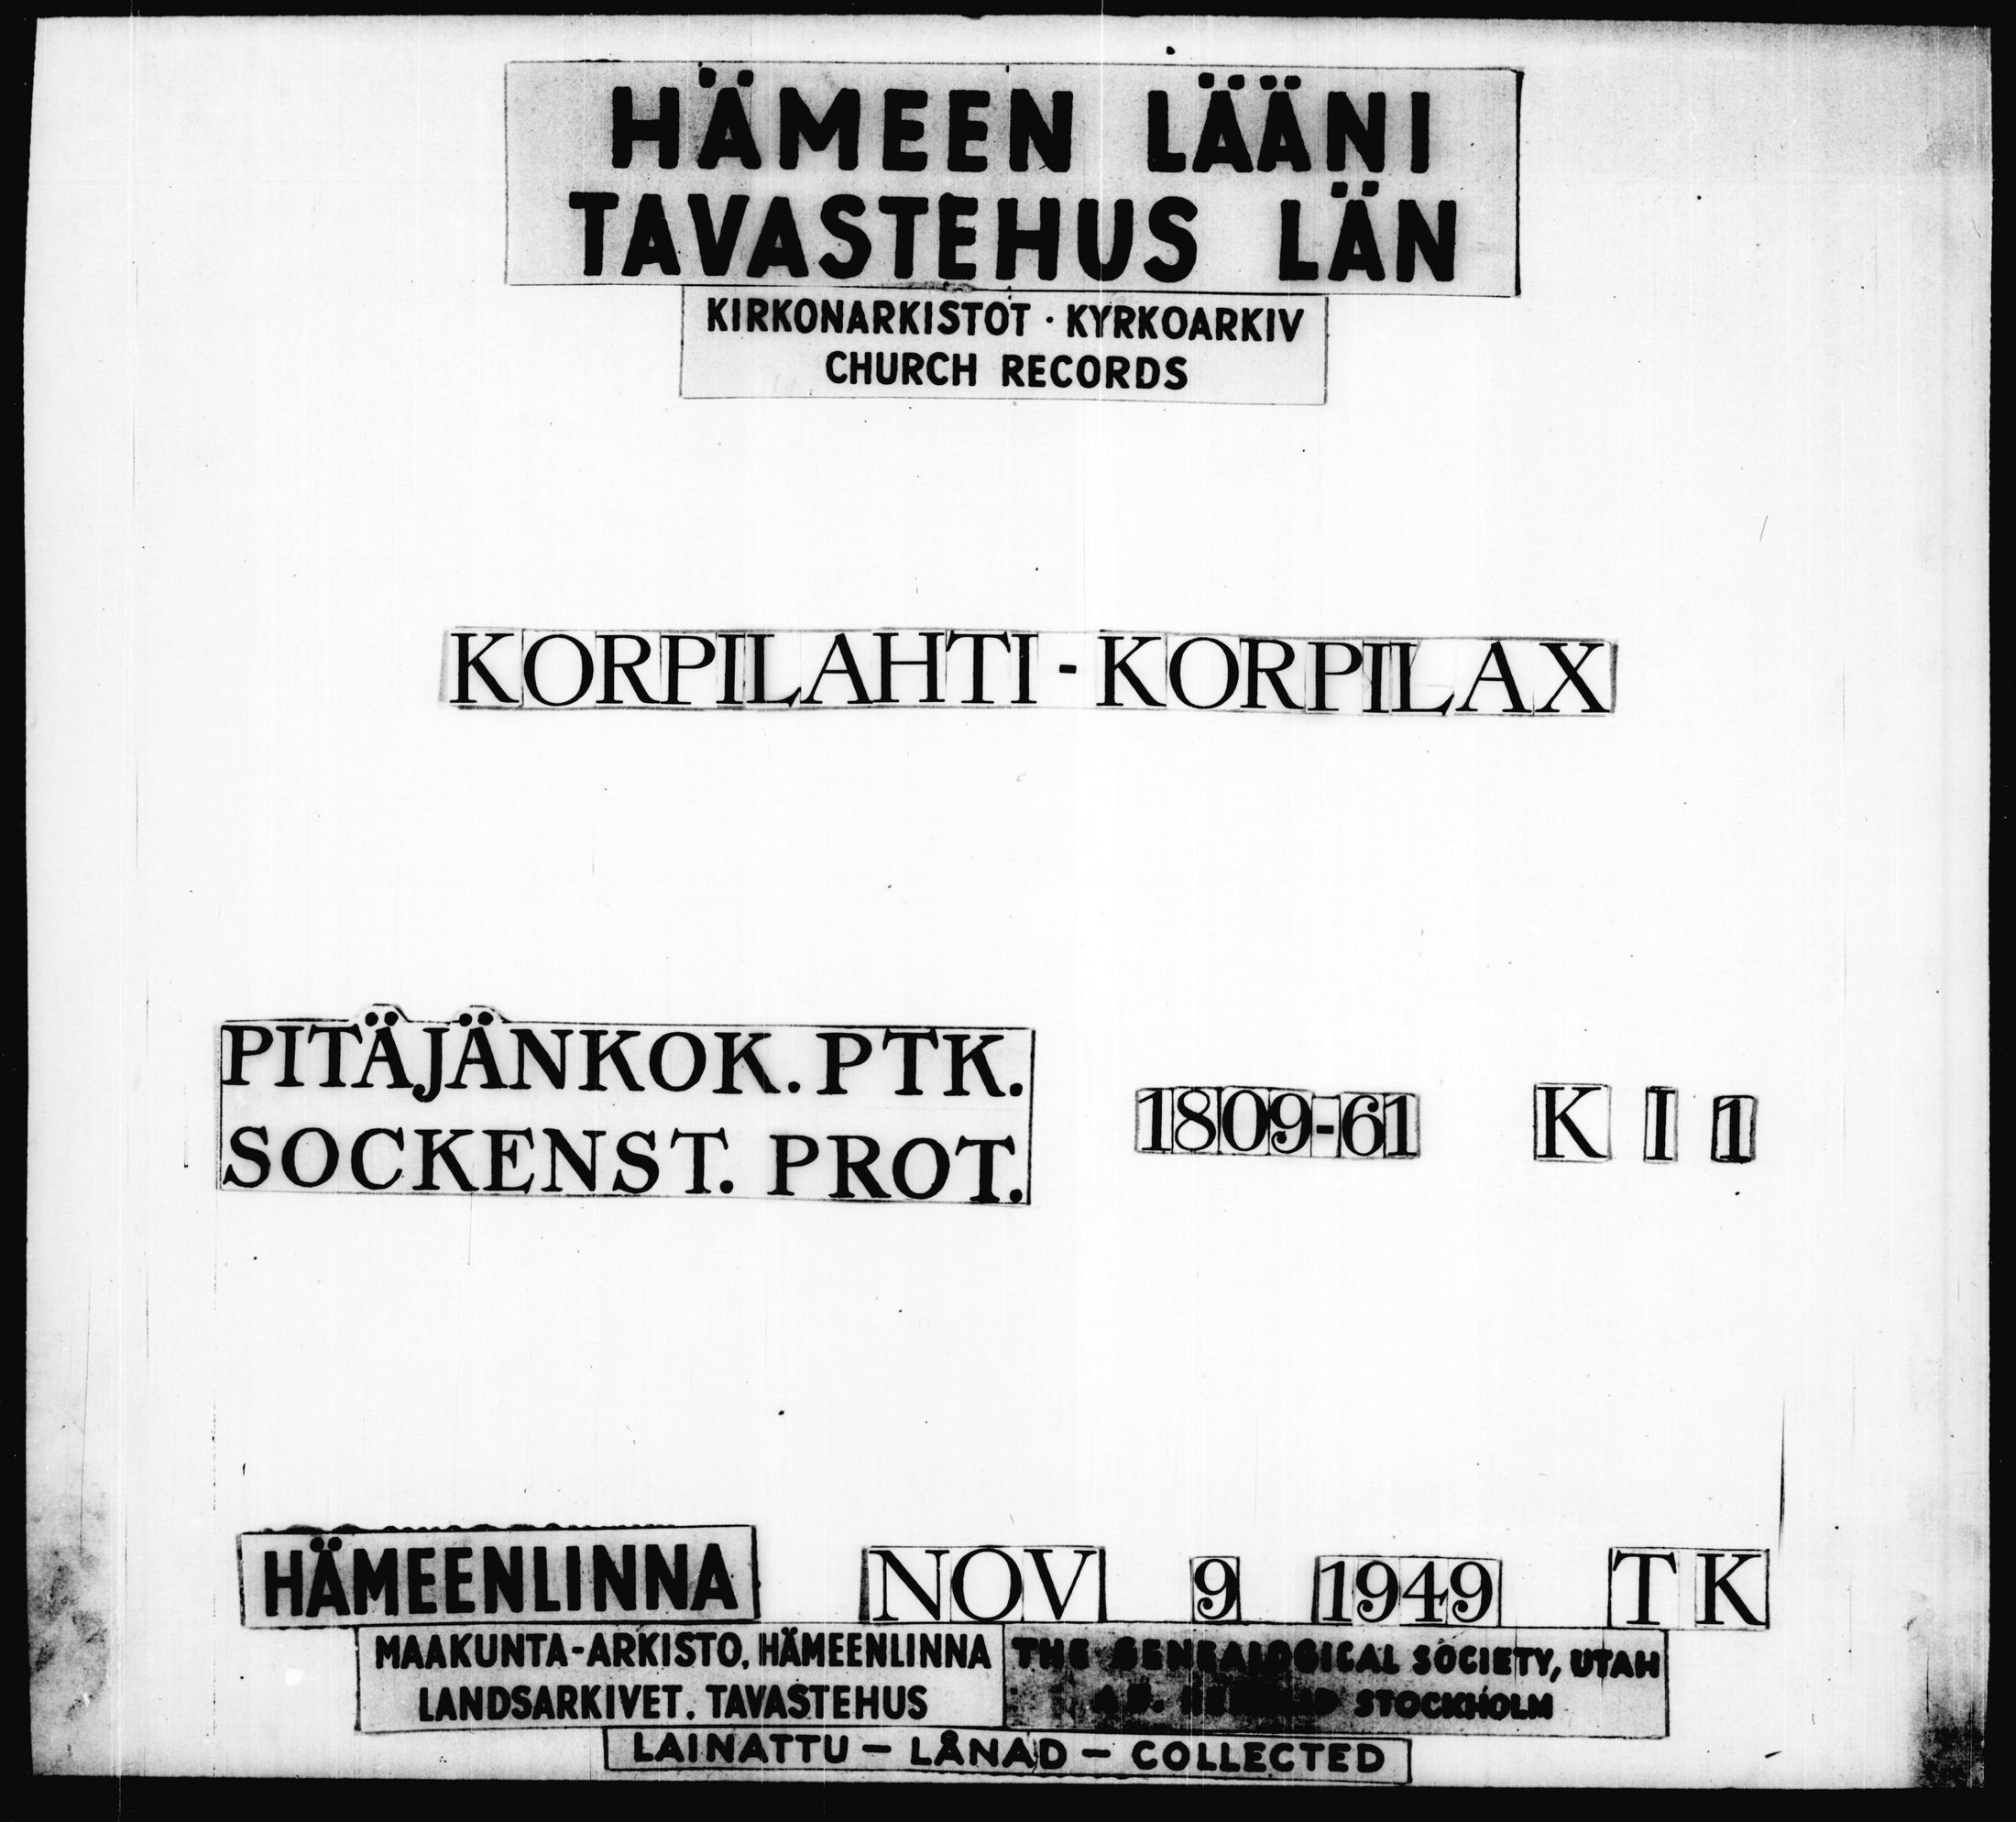 HÄMEEN LÄÄNI
TAVASTEHUS LÄN
KIRKONARKISTOT · KYRKOARKIV
CHURCH RECORDS
KORPILAHTI - KORPILAX
PITÄJÄNKOK. PTK.
SOCKENST. PROT.
1809-61 K I 1
HÄMEENLINNA NOV 9 1949 TK
MAAKUNTA-ARKISTO, HÄMEENLINNA
LANDSARKIVET. TAVASTEHUS
THE GENEALOGICAL SOCIETY, UTAH
STOCKHOLM
LAINATTU - LÅNAD - COLLECTED